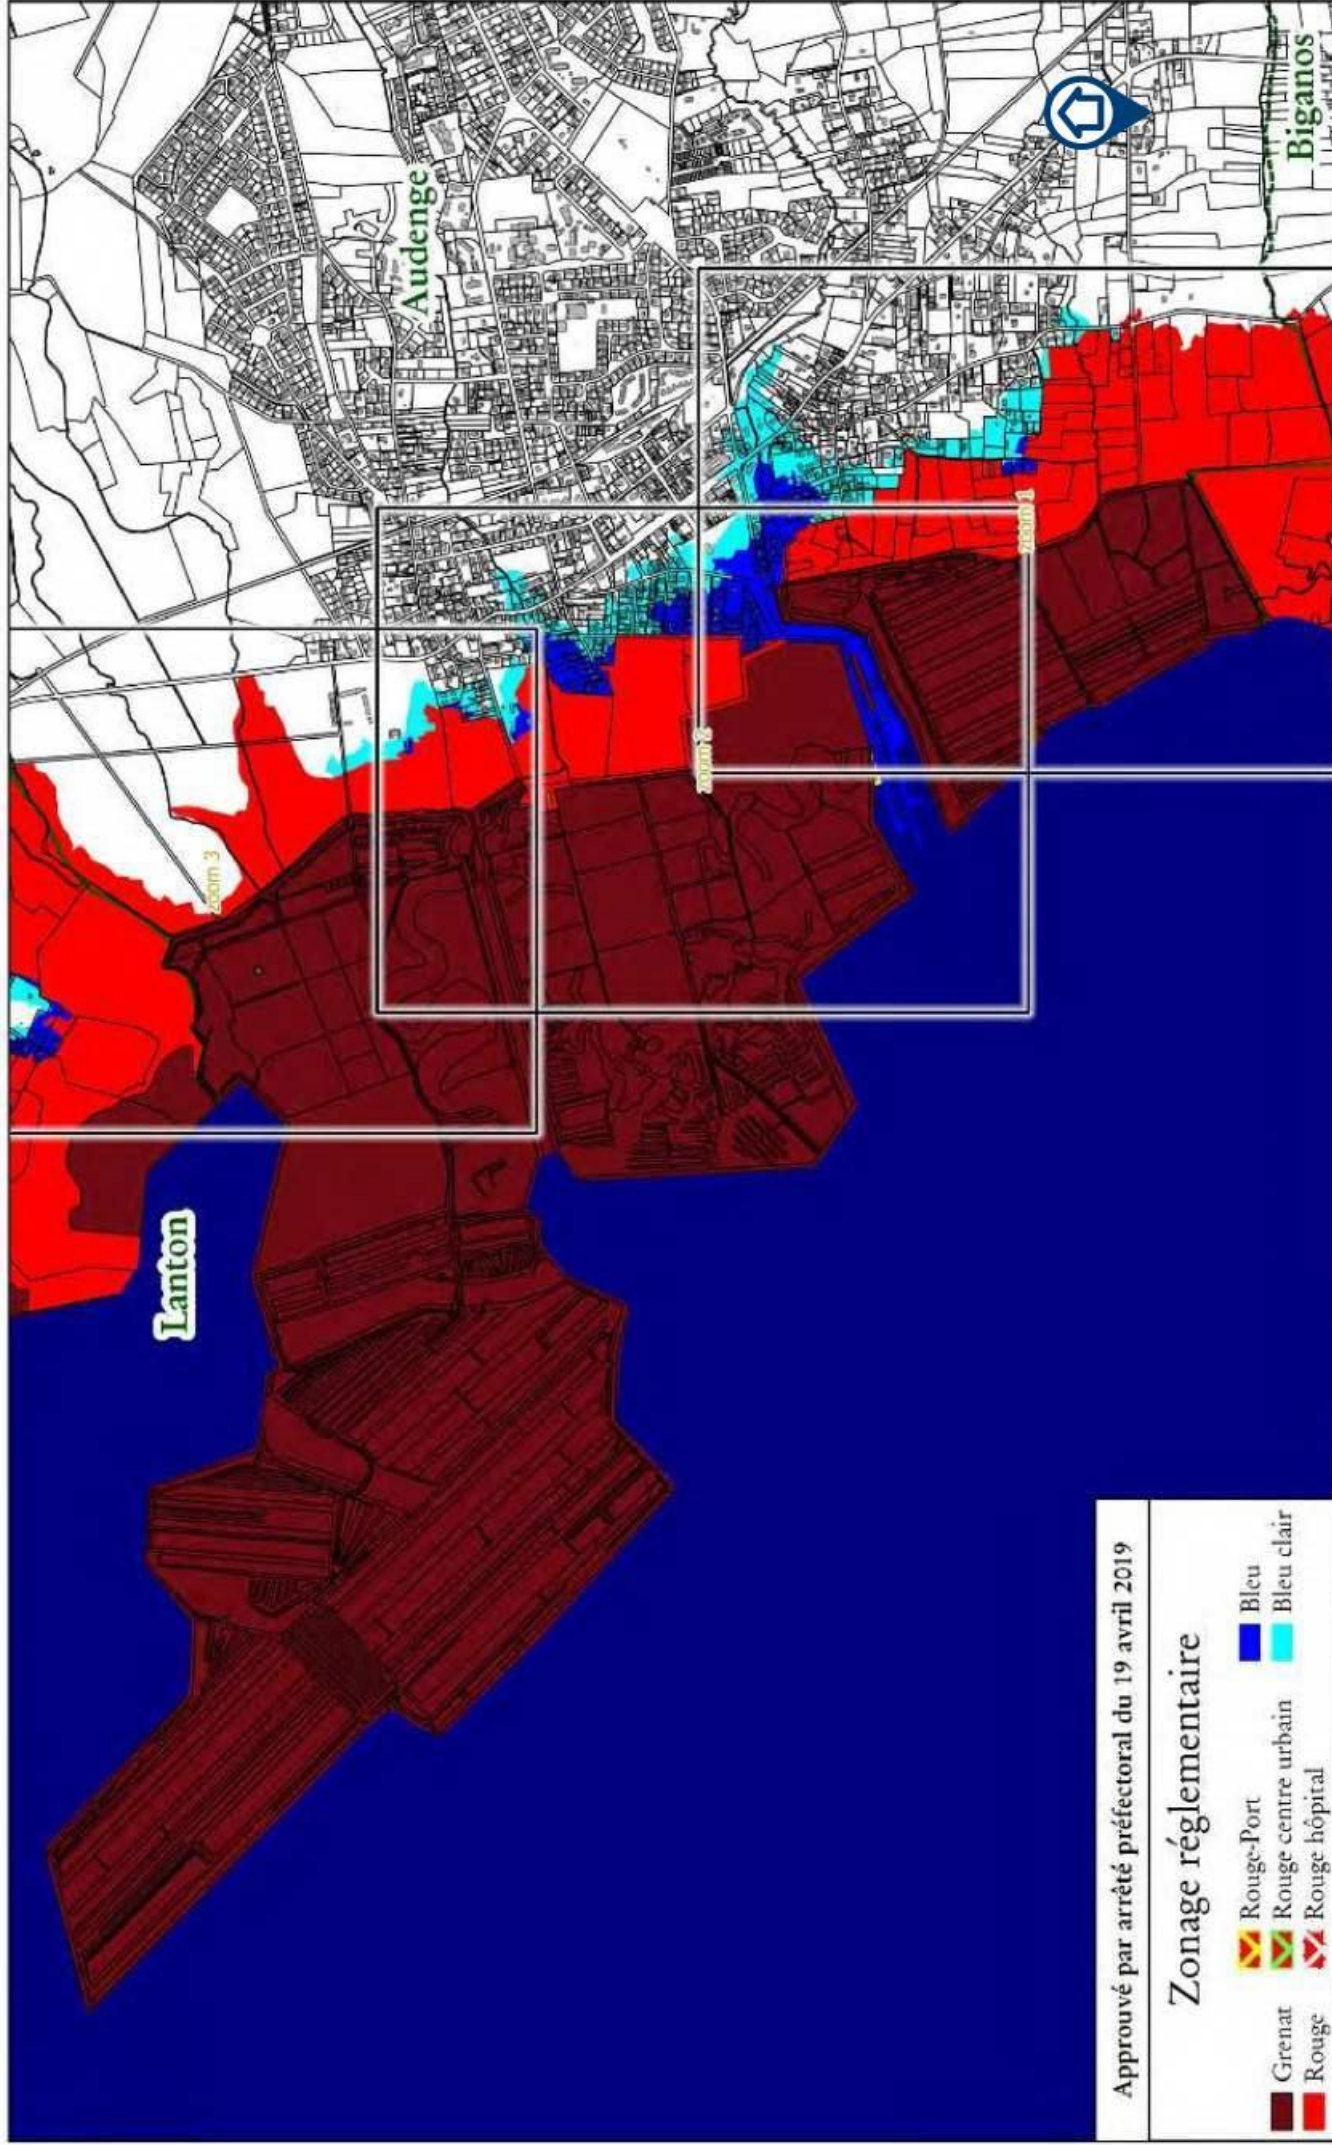 Lanton
Audenge
Biganos
zoom 3
zoom 2
zoom 1
Approuvé par arrêté préfectoral du 19 avril 2019
Zonage réglementaire
Grenat
Rouge
Rouge-Port
Rouge centre urbain
Rouge hôpital
Bleu
Bleu clair